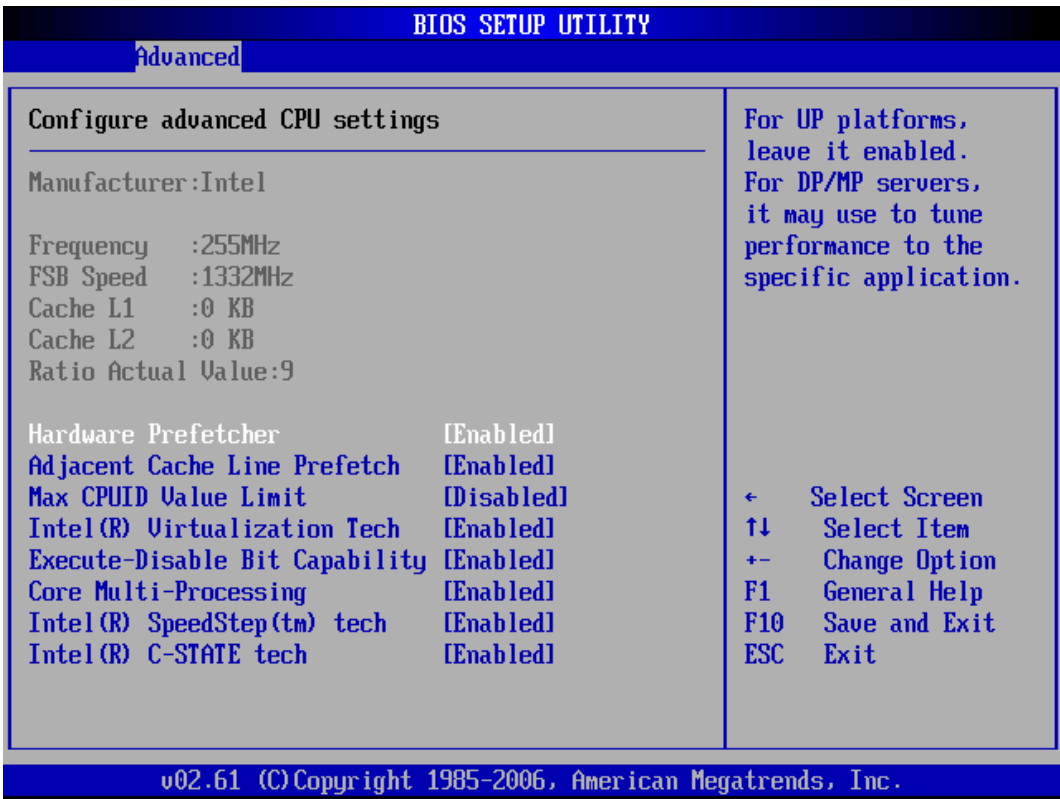 BIOS SETUP UTILITY
Advanced
Configure advanced CPU settings
Manufacturer:Intel
Frequency :255MHz
FSB Speed :1332MHz
Cache L1 :0 KB
Cache L2 :0 KB
Ratio Actual Value:9
Hardware Prefetcher [Enabled]
Adjacent Cache Line Prefetch [Enabled]
Max CPUID Value Limit [Disabled]
Intel(R) Virtualization Tech [Enabled]
Execute-Disable Bit Capability [Enabled]
Core Multi-Processing [Enabled]
Intel(R) SpeedStep(tm) tech [Enabled]
Intel(R) C-STATE tech [Enabled]
For UP platforms,
leave it enabled.
For DP/MP servers,
it may use to tune
performance to the
specific application.
← Select Screen
↑↓ Select Item
+- Change Option
F1 General Help
F10 Save and Exit
ESC Exit
v02.61 (C)Copyright 1985-2006, American Megatrends, Inc.